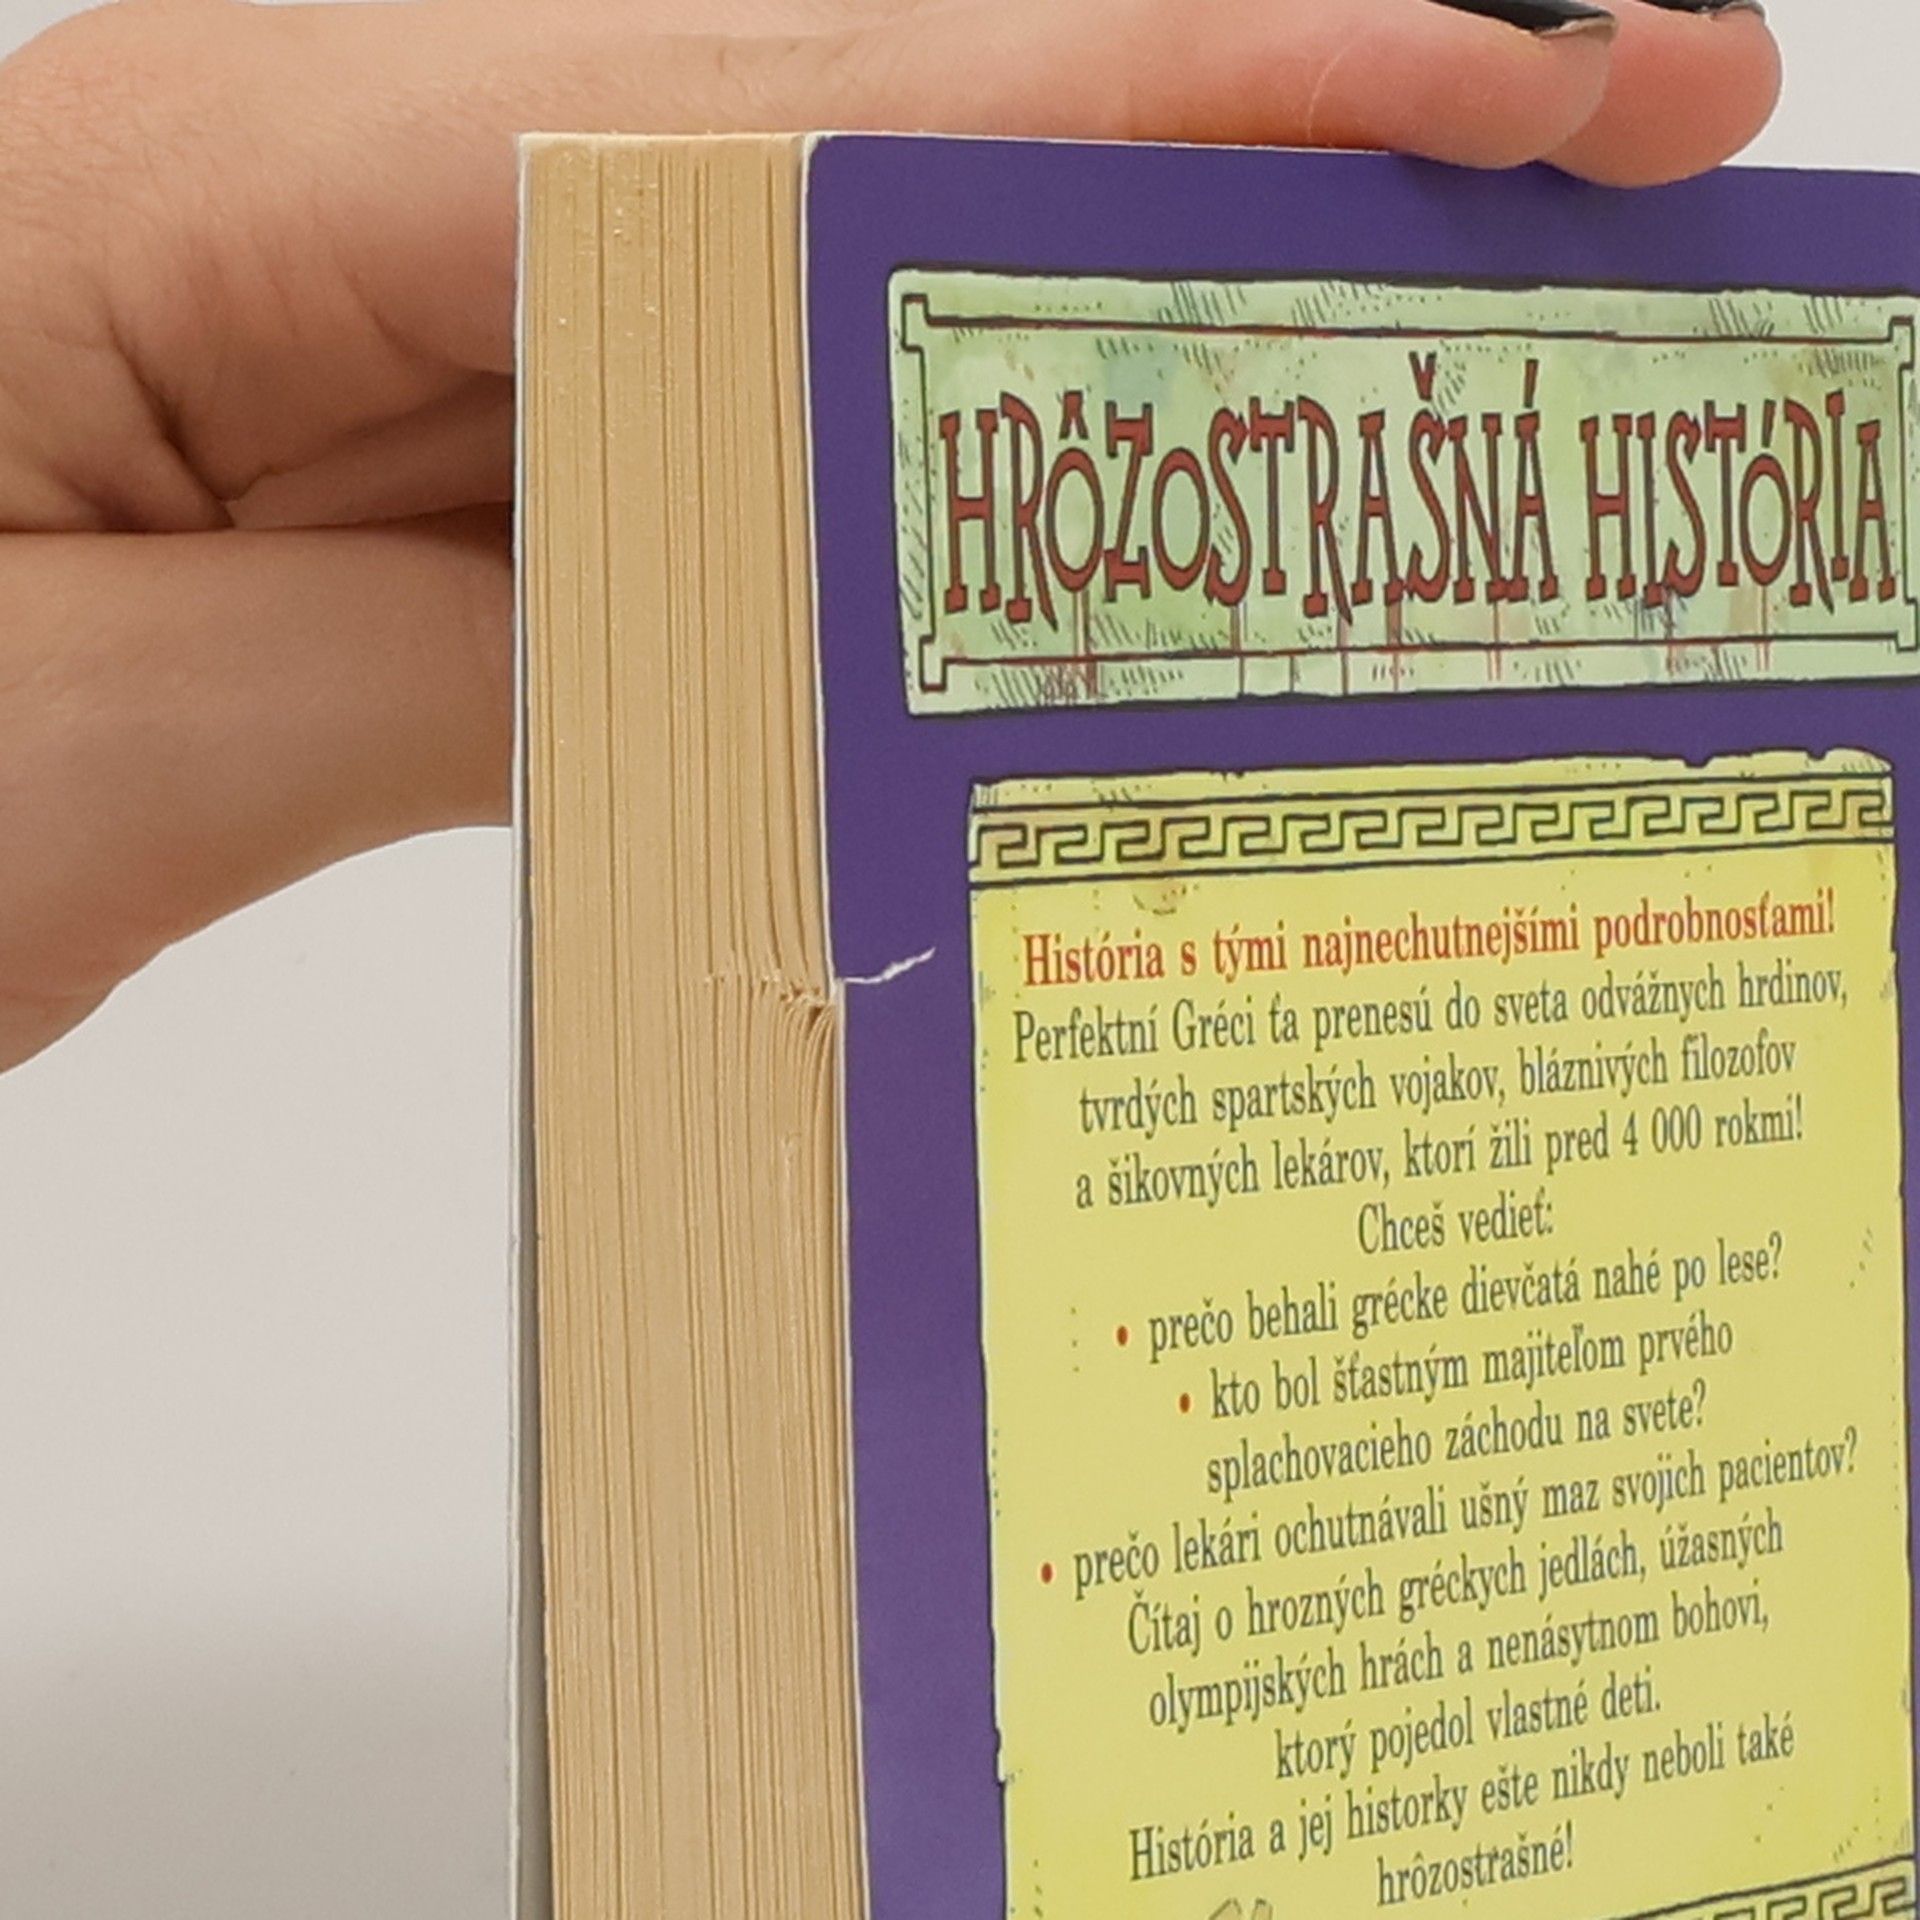 HRÔZOSTRAŠNÁ HISTÓRIA
História s tými najnechutnejšími podrobnosťami!
Perfektní Gréci ťa prenesú do sveta odvážnych hrdinov,
tvrdých spartských vojakov, bláznivých filozofov
a šikovných lekárov, ktorí žili pred 4 000 rokmi!
Chceš vedieť:
• prečo behali grécke dievčatá nahé po lese?
• kto bol šťastným majiteľom prvého
splachovacieho záchodu na svete?
• prečo lekári ochutnávali ušný maz svojich pacientov?
Čítaj o hrozných gréckych jedlách, úžasných
olympijských hrách a nenásytnom bohovi,
ktorý pojedol vlastné deti.
História a jej historky ešte nikdy neboli také
hrôzostrašné!